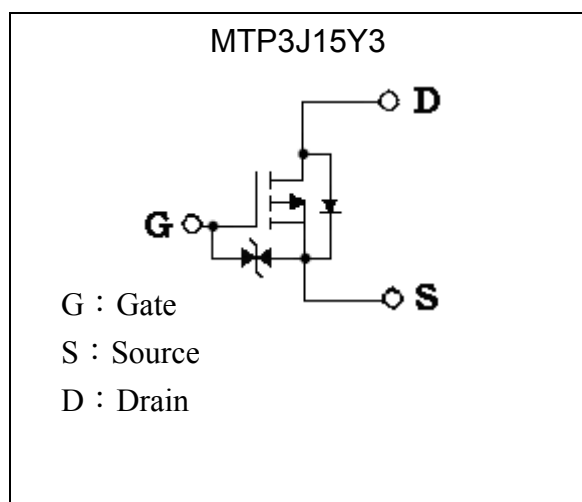 MTP3J15Y3
D
G
S
G：Gate
S：Source
D：Drain